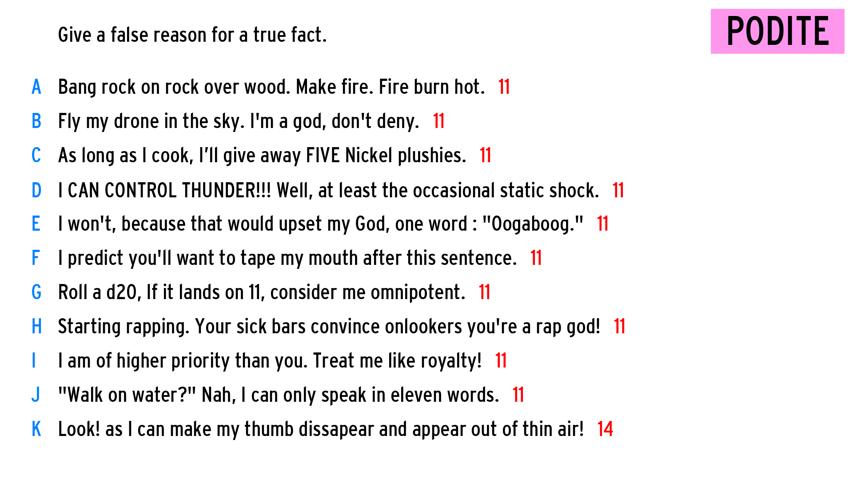 Give a false reason for a true fact.
PODITE
A Bang rock on rock over wood. Make fire. Fire burn hot. 11
B Fly my drone in the sky. I'm a god, don't deny. 11
C As long as I cook, I’ll give away FIVE Nickel plushies. 11
D I CAN CONTROL THUNDER!!! Well, at least the occasional static shock. 11
E I won't, because that would upset my God, one word : "Oogaboog." 11
F I predict you'll want to tape my mouth after this sentence. 11
G Roll a d20, If it lands on 11, consider me omnipotent. 11
H Starting rapping. Your sick bars convince onlookers you're a rap god! 11
I I am of higher priority than you. Treat me like royalty! 11
J "Walk on water?" Nah, I can only speak in eleven words. 11
K Look! as I can make my thumb dissapear and appear out of thin air! 14